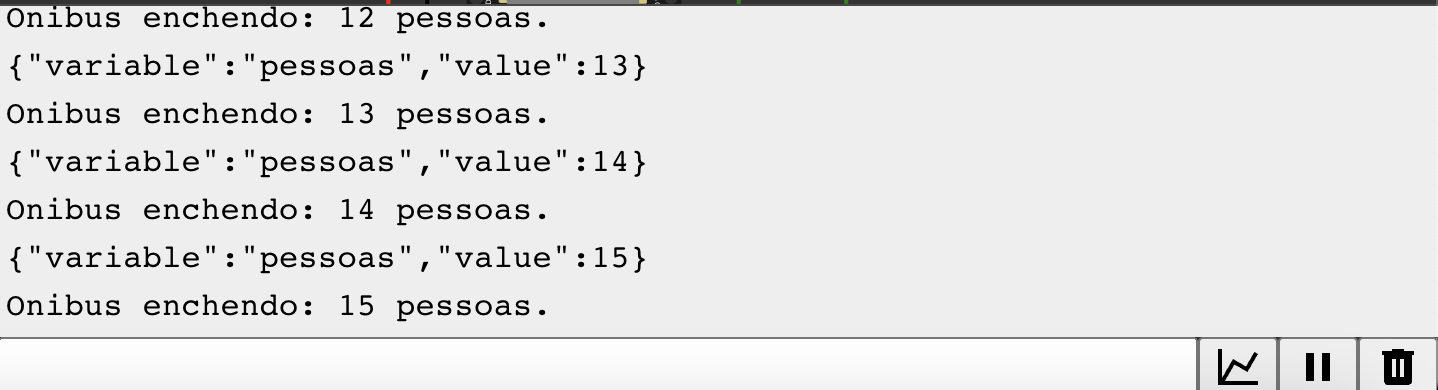 Onibus enchendo: 12 pessoas.
{"variable":"pessoas","value":13}
Onibus enchendo: 13 pessoas.
{"variable":"pessoas","value":14}
Onibus enchendo: 14 pessoas.
{"variable":"pessoas","value":15}
Onibus enchendo: 15 pessoas.